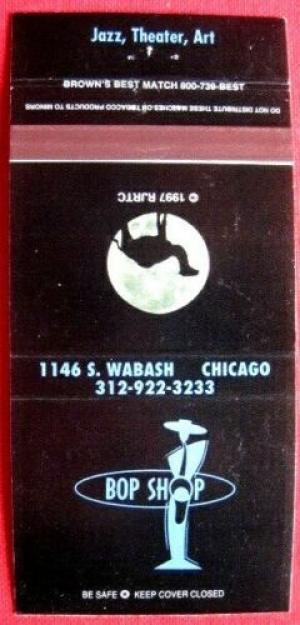 Jazz, Theater, Art
BROWN'S BEST MATCH 800-739-BEST
DO NOT DISTRIBUTE THESE MATCHES OR TOBACCO PRODUCTS TO MINORS
© 1997 RJRTC
1146 S. WABASH CHICAGO
312-922-3233
BOP SHOP
BE SAFE KEEP COVER CLOSED